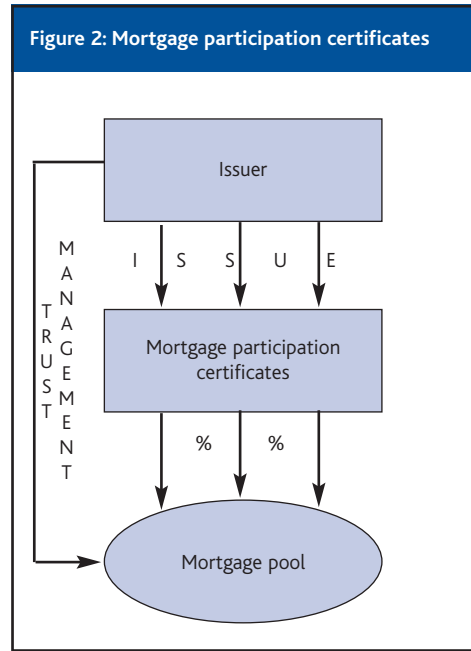 Figure 2: Mortgage participation certificates
Issuer
I S S U E
TRUST
MANAGEMENT
Mortgage participation
certificates
% %
Mortgage pool